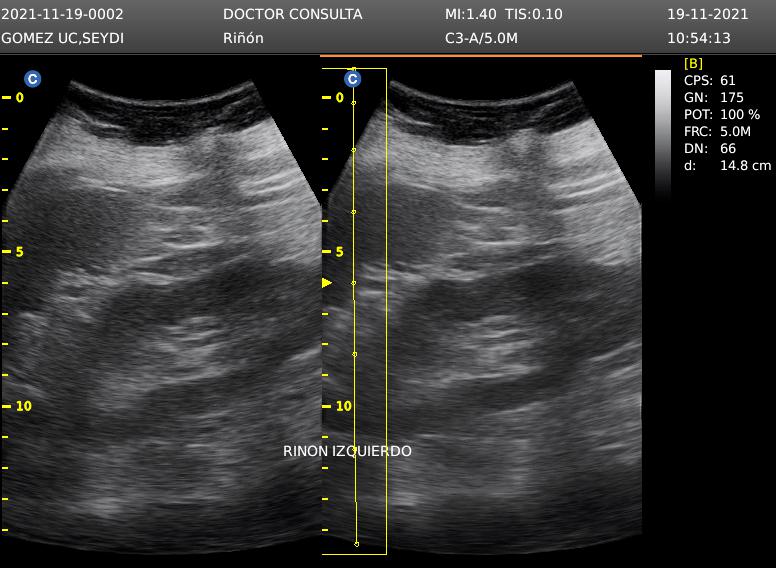 2021-11-19-0002 DOCTOR CONSULTA MI:1.40 TIS:0.10 19-11-2021
GOMEZ UC,SEYDI Riñón C3-A/5.0M 10:54:13
[B]
C C
CPS: 61
0 0
GN: 175
POT: 100 %
FRC: 5.0M
DN: 66
d: 14.8 cm
5 5
10 10
RINON IZQUIERDO